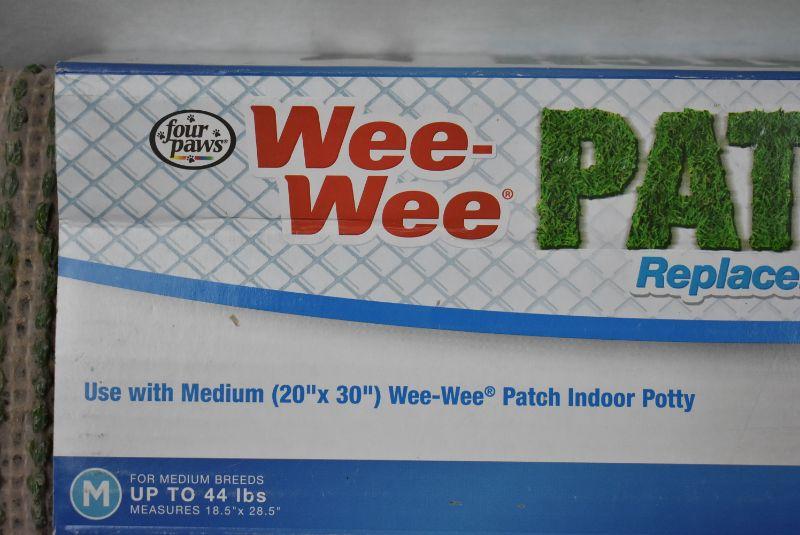 four
paws®
Wee-
Wee®
PAT
Replace
Use with Medium (20"x 30") Wee-Wee® Patch Indoor Potty
M
FOR MEDIUM BREEDS
UP TO 44 lbs
MEASURES 18.5"x 28.5"